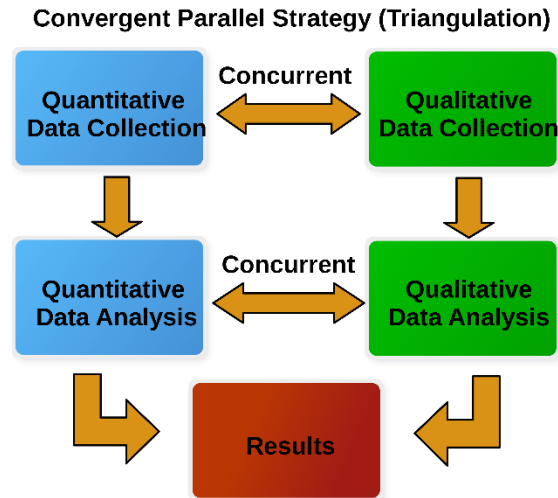 Convergent Parallel Strategy (Triangulation)
Concurrent
Quantitative
Data Collection
Qualitative
Data Collection
Concurrent
Quantitative
Data Analysis
Qualitative
Data Analysis
Results